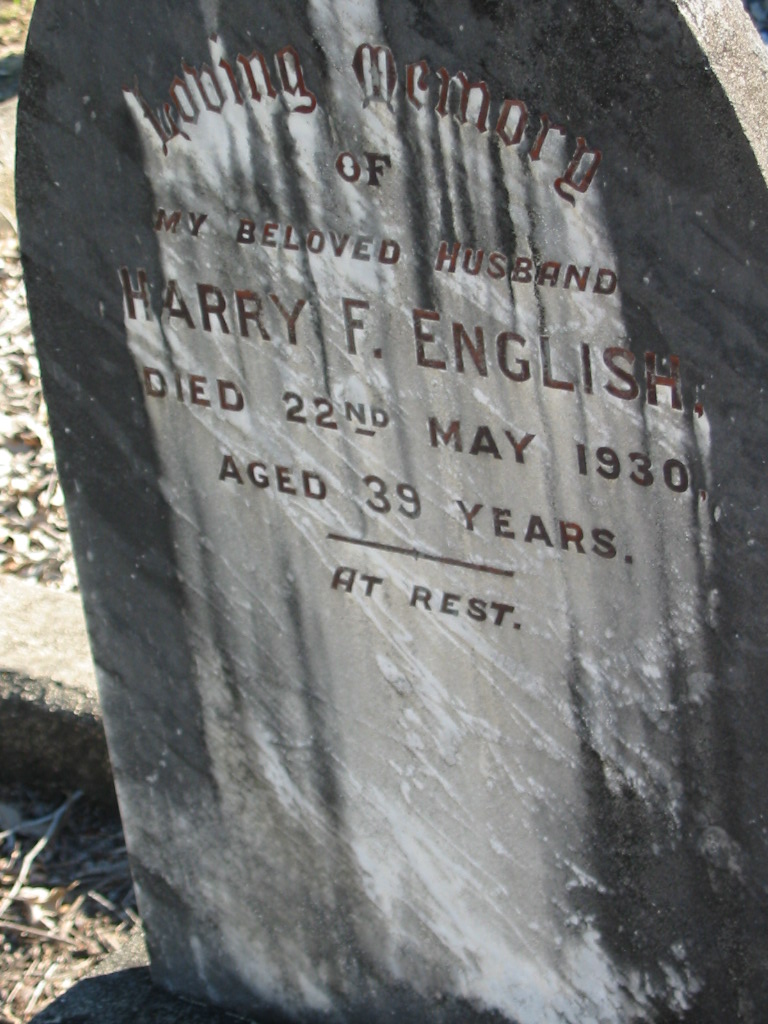 Loving Memory
OF
MY BELOVED HUSBAND
HARRY F. ENGLISH,
DIED 22ND MAY 1930,
AGED 39 YEARS.
AT REST.